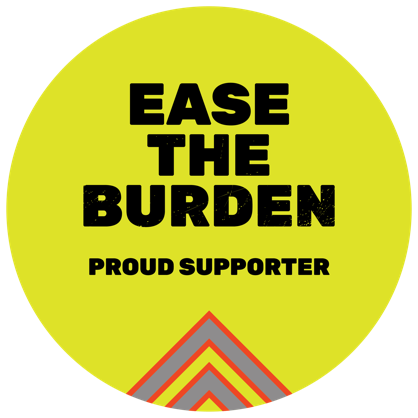 EASE
THE
BURDEN
PROUD SUPPORTER